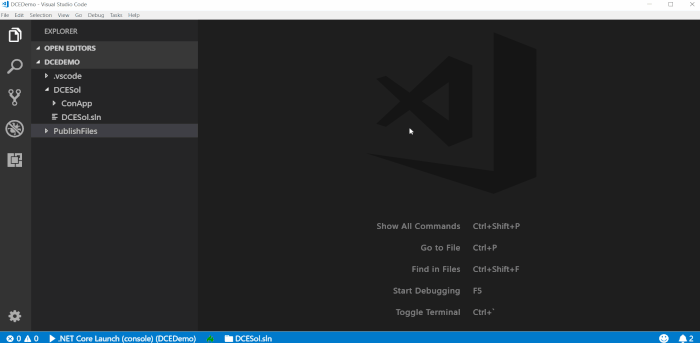 DCEDemo - Visual Studio Code
File Edit Selection View Go Debug Tasks Help
EXPLORER
OPEN EDITORS
DCEDEMO
.vscode
DCESol
ConApp
DCESol.sln
PublishFiles
Show All Commands Ctrl+Shift+P
Go to File Ctrl+P
Find in Files Ctrl+Shift+F
Start Debugging F5
Toggle Terminal Ctrl+`
0 0 .NET Core Launch (console) (DCEDemo) DCESol.sln 2